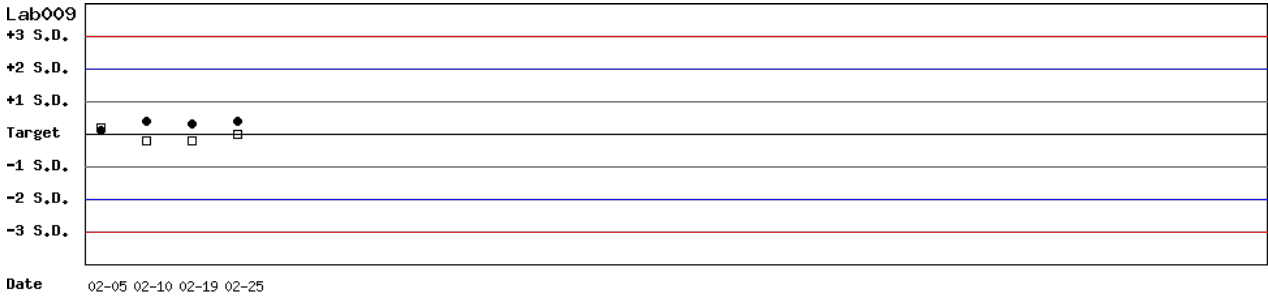 Lab009
+3 S.D.
+2 S.D.
+1 S.D.
Target
-1 S.D.
-2 S.D.
-3 S.D.
Date 02-05 02-10 02-19 02-25